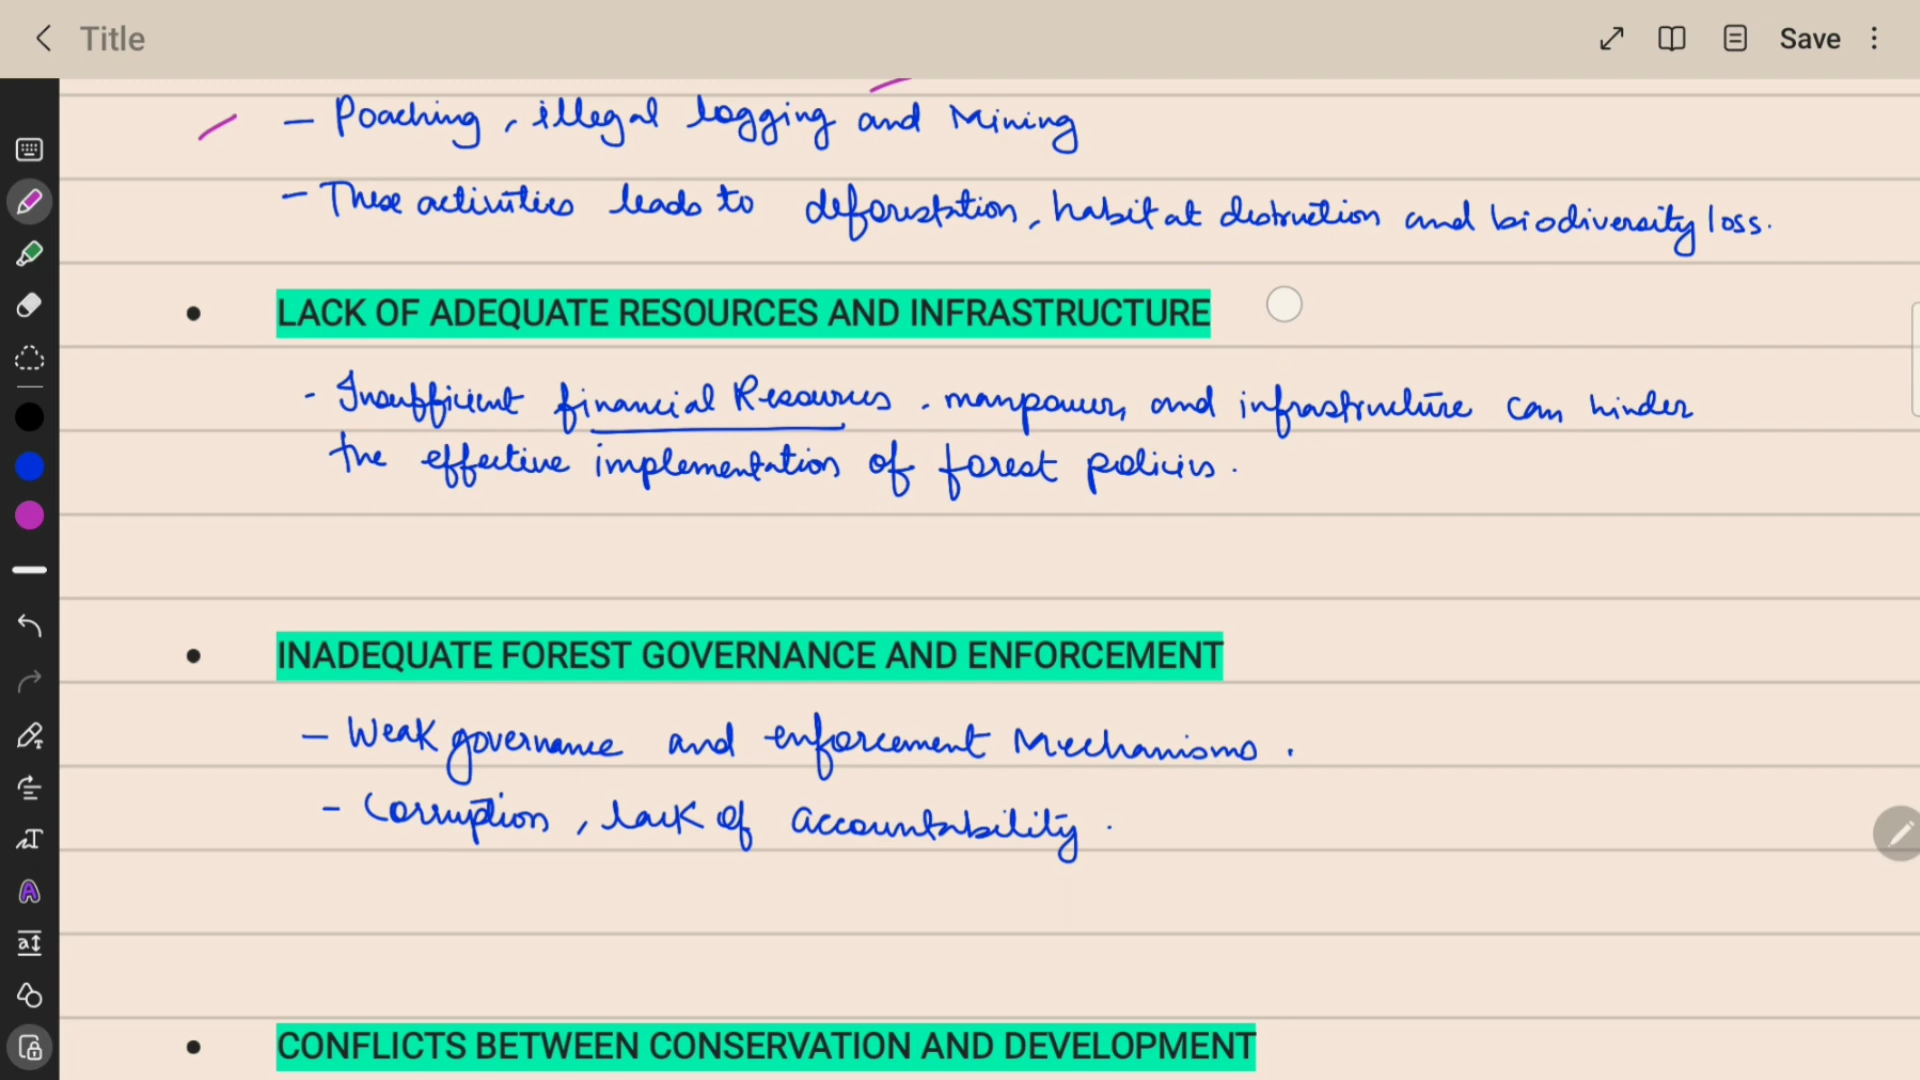 Title
Save
- Poaching, illegal logging and Mining
- These activities leads to deforestation, habitat destruction and biodiversity loss.
• LACK OF ADEQUATE RESOURCES AND INFRASTRUCTURE
- Insufficient financial Resources, manpower, and infrastructure can hinder
the effective implementation of forest policies.
• INADEQUATE FOREST GOVERNANCE AND ENFORCEMENT
- Weak governance and enforcement Mechanisms.
- Corruption, lack of accountability.
• CONFLICTS BETWEEN CONSERVATION AND DEVELOPMENT